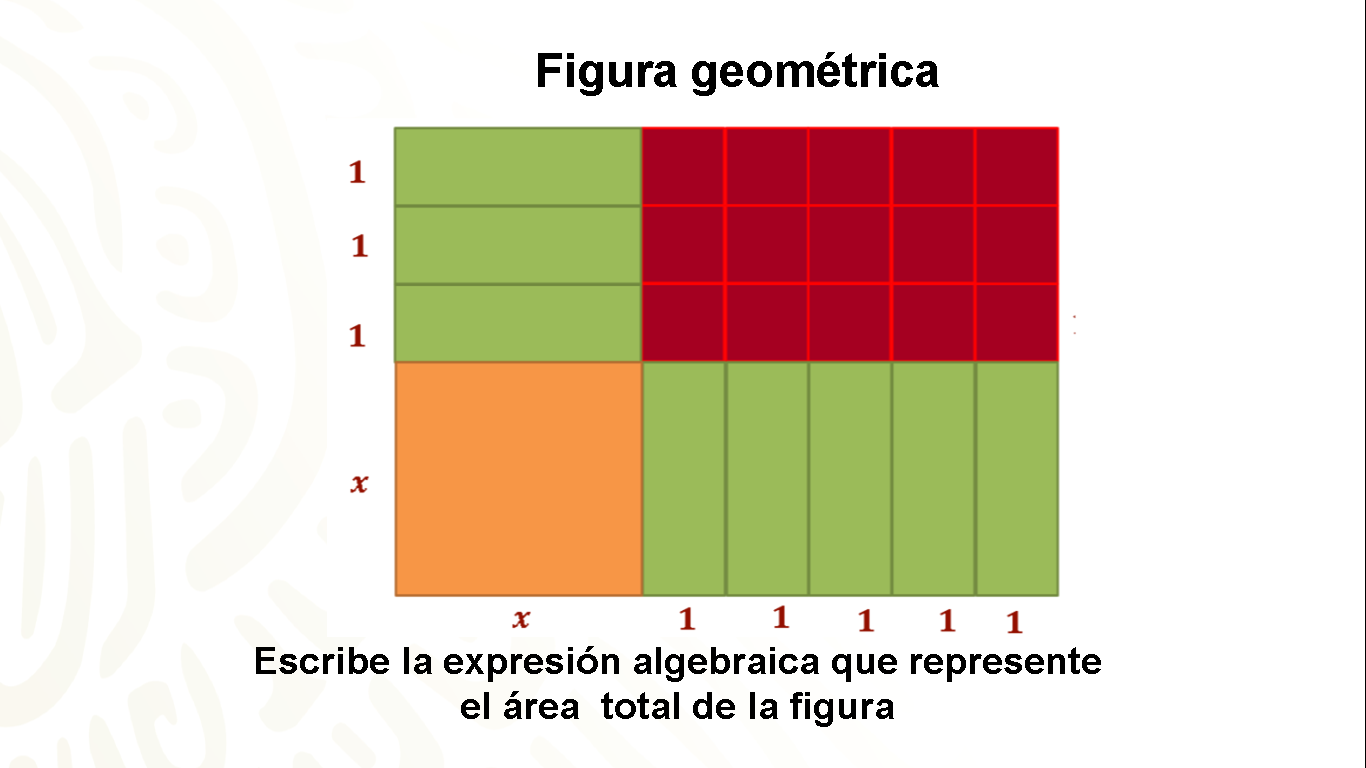 Figura geométrica
1
1
1
x
x 1 1 1 1 1
Escribe la expresión algebraica que represente
el área total de la figura